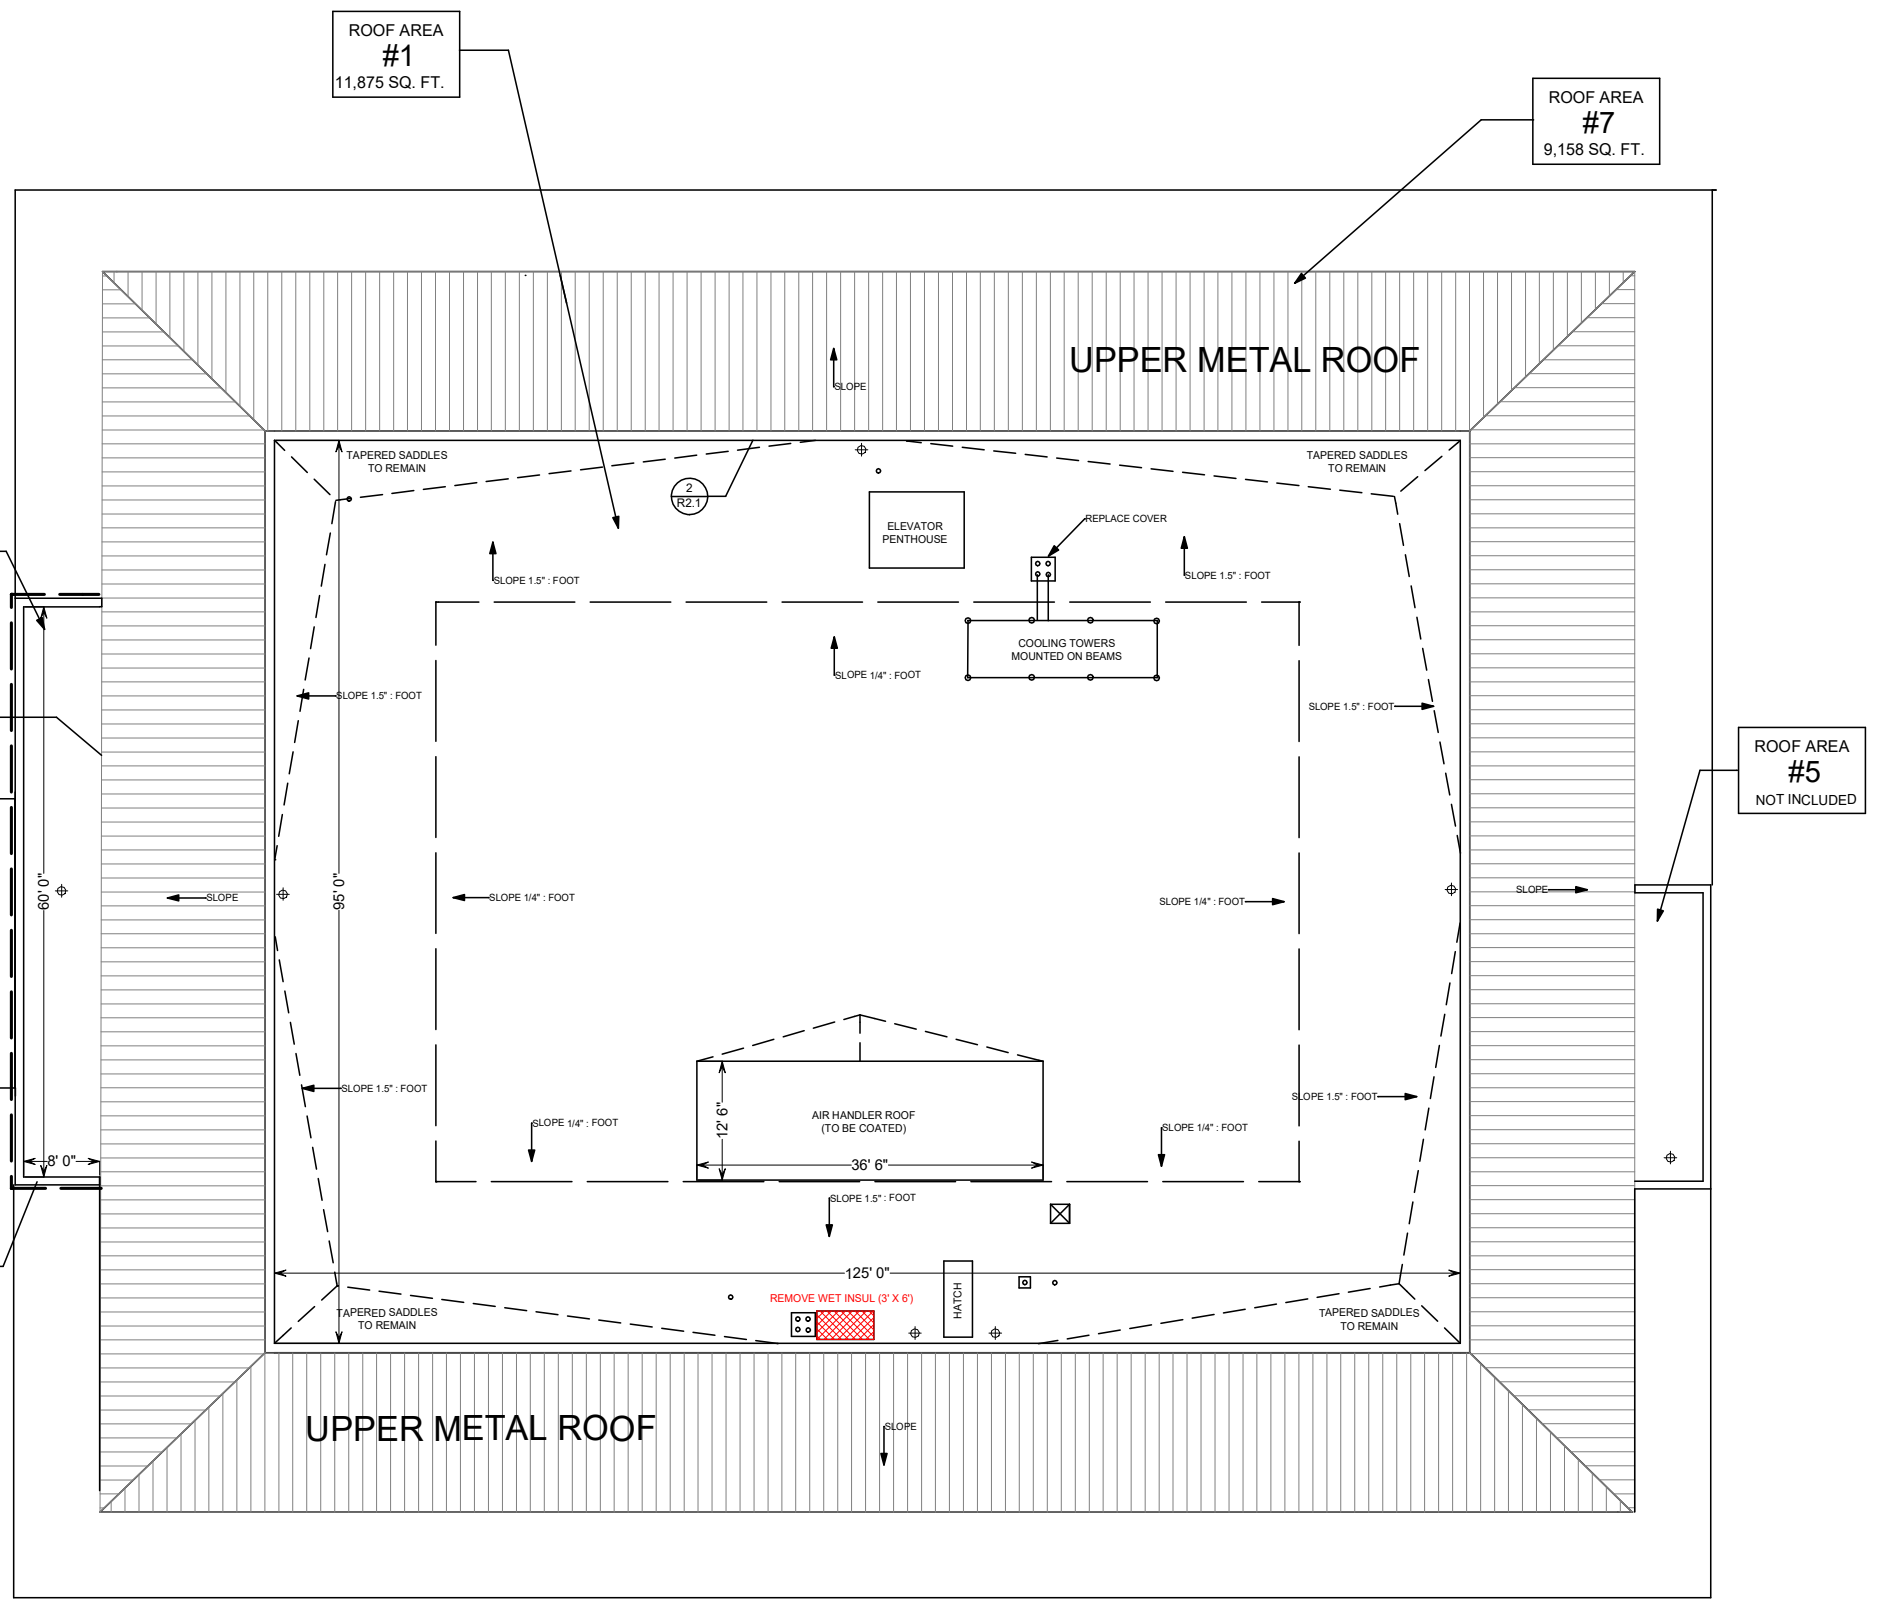 ROOF AREA
#1
11,875 SQ. FT.
ROOF AREA
#7
9,158 SQ. FT.
UPPER METAL ROOF
SLOPE
TAPERED SADDLES
TO REMAIN
TAPERED SADDLES
TO REMAIN
2
R2.1
ELEVATOR
PENTHOUSE
REPLACE COVER
SLOPE 1.5" : FOOT
SLOPE 1.5" : FOOT
COOLING TOWERS
MOUNTED ON BEAMS
SLOPE 1/4" : FOOT
SLOPE 1.5" : FOOT
SLOPE 1.5" : FOOT
ROOF AREA
#5
NOT INCLUDED
60' 0"
95' 0"
SLOPE
SLOPE 1/4" : FOOT
SLOPE 1/4" : FOOT
SLOPE
SLOPE 1.5" : FOOT
SLOPE 1.5" : FOOT
SLOPE 1/4" : FOOT
12' 6"
AIR HANDLER ROOF
(TO BE COATED)
SLOPE 1/4" : FOOT
8' 0"
36' 6"
SLOPE 1.5" : FOOT
125' 0"
REMOVE WET INSUL (3' X 6')
HATCH
TAPERED SADDLES
TO REMAIN
TAPERED SADDLES
TO REMAIN
UPPER METAL ROOF
SLOPE